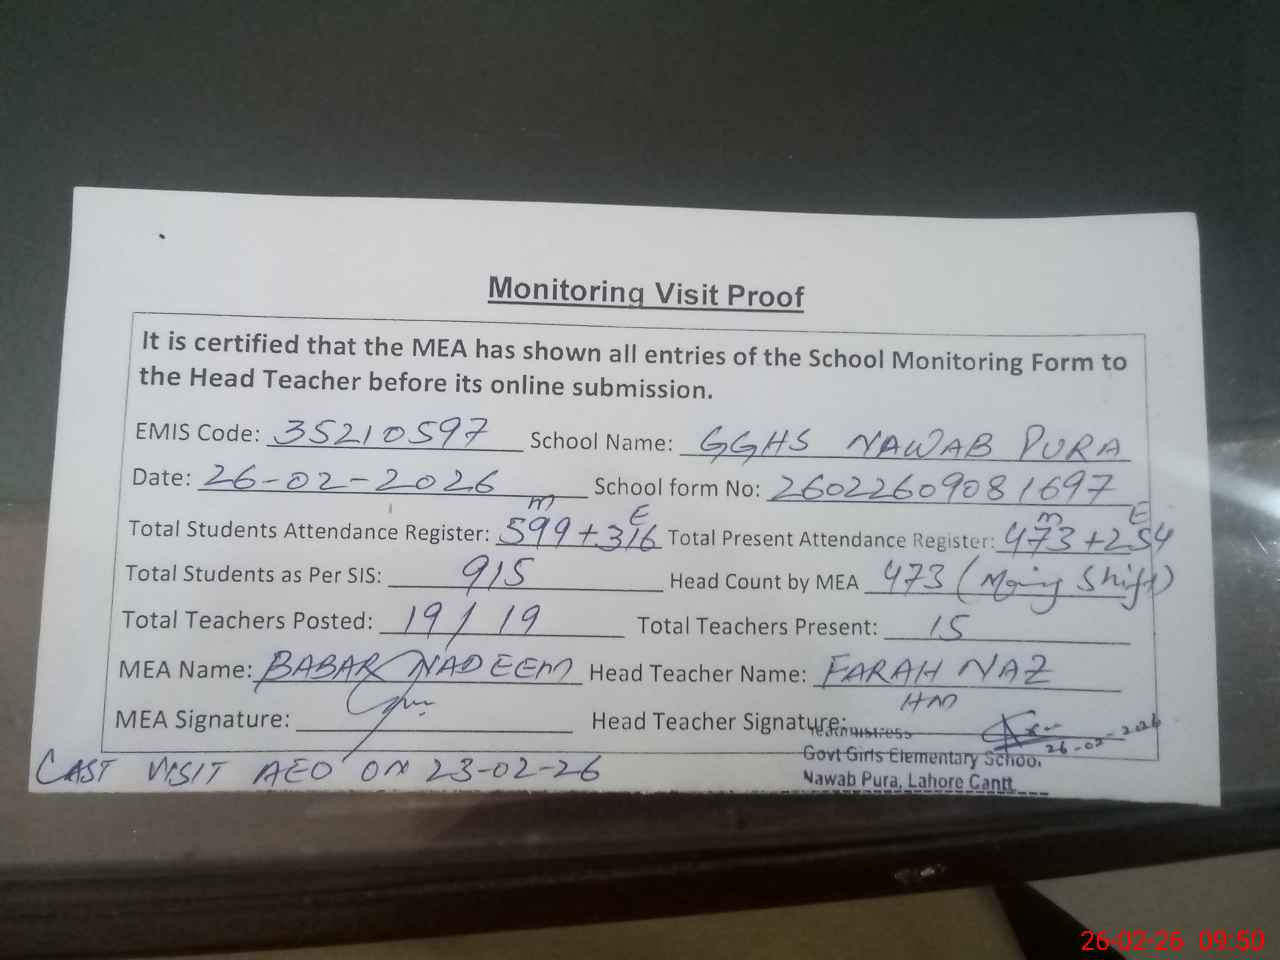 Monitoring Visit Proof
It is certified that the MEA has shown all entries of the School Monitoring Form to
the Head Teacher before its online submission.
EMIS Code: 35210597 School Name: GGHS NAWAB PURA
Date: 26-02-2026 School form No: 26022609081697
m E m E
Total Students Attendance Register: 599+316 Total Present Attendance Register: 473+254
Total Students as Per SIS: 915 Head Count by MEA 473 (Moing Shift)
Total Teachers Posted: 19/19 Total Teachers Present: 15
MEA Name: BABAR NADEEM Head Teacher Name: FARAH NAZ
HM
MEA Signature: Head Teacher Signature: 26-02-2026
Govt Girls Elementary School
Nawab Pura, Lahore Cantt
LAST VISIT AEO ON 23-02-26
26-02-26 09:50